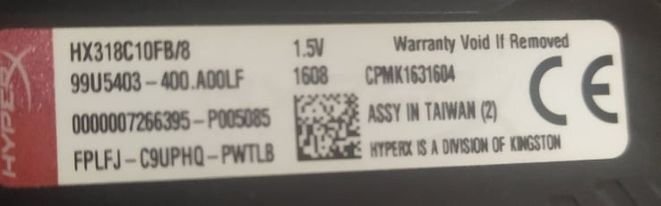 HYPERX
HX318C10FB/8 1.5V Warranty Void If Removed
99U5403-400.A00LF 1608 CPMK1631604
0000007266395-P005085 ASSY IN TAIWAN (2) CE
FPLFJ-C9UPHQ-PWTLB HYPERX IS A DIVISION OF KINGSTON